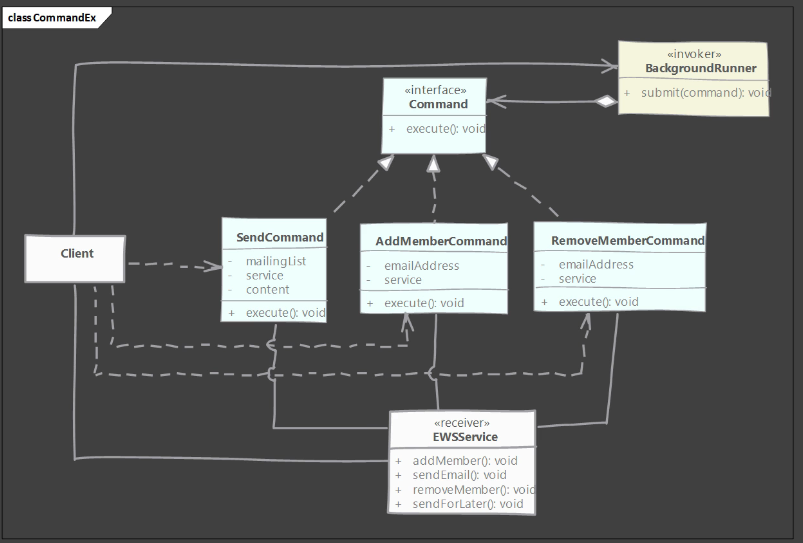 class CommandEx
«invoker»
BackgroundRunner
+ submit(command): void
«interface»
Command
+ execute(): void
Client
SendCommand
- mailingList
- service
- content
+ execute(): void
AddMemberCommand
- emailAddress
- service
+ execute(): void
RemoveMemberCommand
- emailAddress
- service
+ execute(): void
«receiver»
EWSService
+ addMember(): void
+ sendEmail(): void
+ removeMember(): void
+ sendForLater(): void